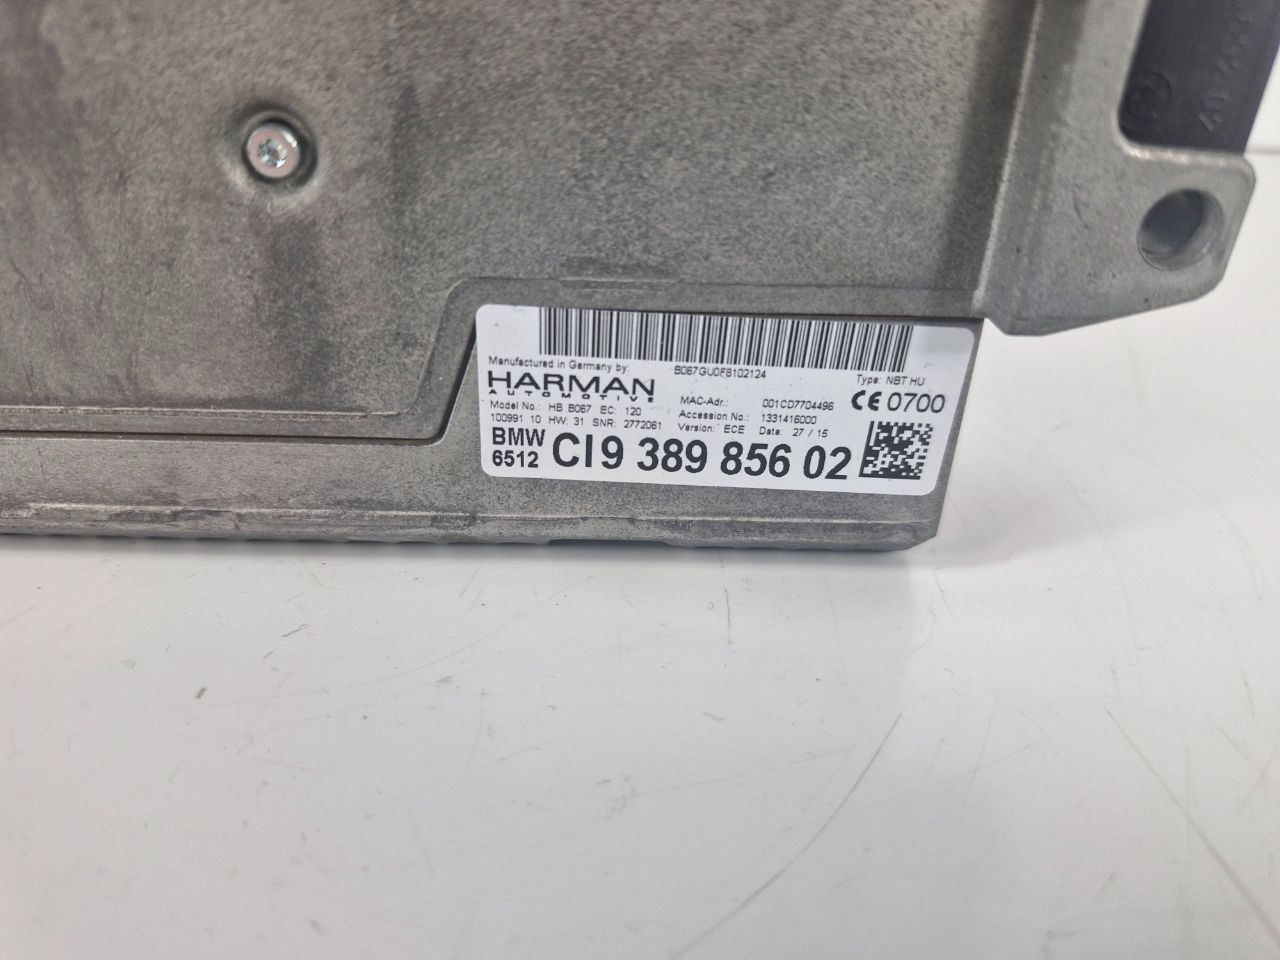 Manufactured in Germany by:
B067GU0F8102124
Type: NBT HU
HARMAN
AUTOMOTIVE
MAC-Adr.: 001CD7704496
CE 0700
Model No.: HB B067 EC: 120
Accession No.: 1331416000
100991 10 HW: 31 SNR: 2772061
Version: ECE Date: 27 / 15
BMW
6512
CI9 389 856 02